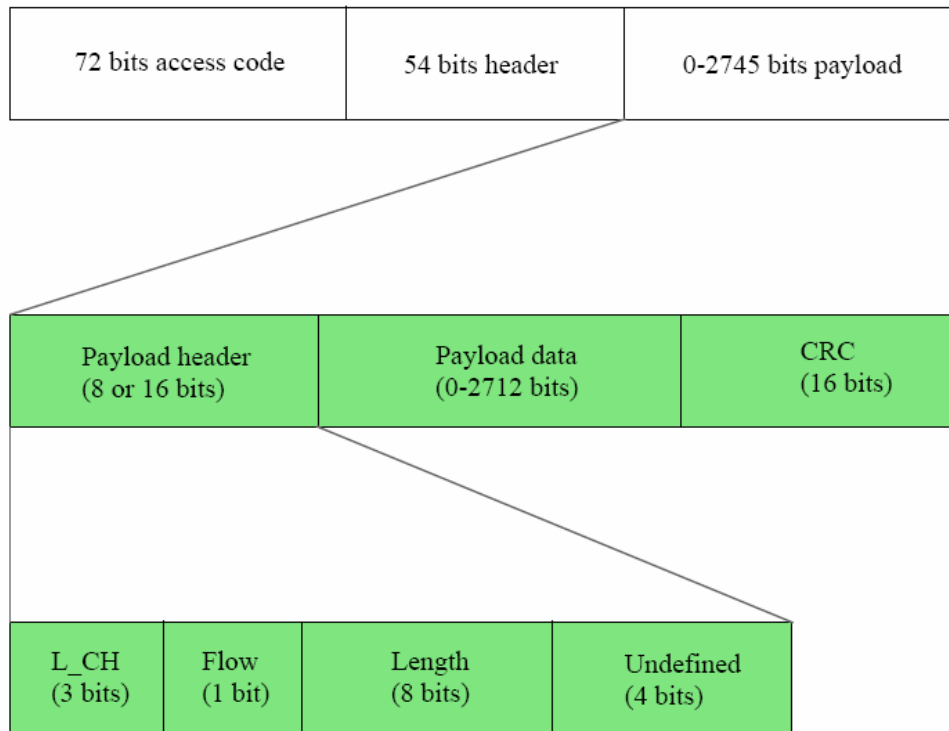 72 bits access code
54 bits header
0-2745 bits payload
Payload header
(8 or 16 bits)
Payload data
(0-2712 bits)
CRC
(16 bits)
L_CH
(3 bits)
Flow
(1 bit)
Length
(8 bits)
Undefined
(4 bits)